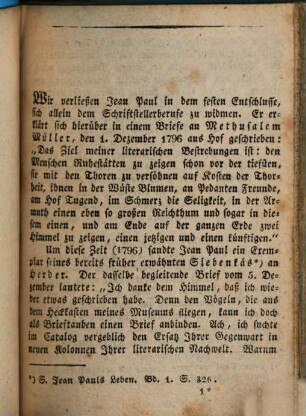 Wir verließen Jean Paul in dem festen Entschlusse,
sich allein dem Schriftstellerberufe zu widmen. Er er-
klärt sich hierüber in einem Briefe an Methusalem
Müller, den 1. Dezember 1796 aus Hof geschrieben:
„Das Ziel meiner literarischen Bestrebungen ist: den
Menschen Ruhestätten zu zeigen schon vor der tiefsten,
sie mit den Thoren zu versöhnen auf Kosten der Thor-
heit, ihnen in der Wüste Blumen, an Pedanten Freunde,
am Hof Tugend, im Schmerz die Seligkeit, in der Ar-
muth einen eben so großen Reichthum und sogar in die-
sem einen, und am Ende auf der ganzen Erde zwei
Himmel zu zeigen, einen jezigen und einen künftigen.“
Um diese Zeit (1796) sandte Jean Paul ein Exem-
plar seines bereits früher erwähnten Siebenkäs*) an
Herder. Der dasselbe begleitende Brief vom 5. De-
zember lautete: „Ich danke dem Himmel, daß ich wie-
der etwas geschrieben habe. Denn den Vögeln, die aus
dem Heckkasten meines Museums fliegen, kann ich doch
als Brieftauben einen Brief anbinden. Ach, ich suchte
im Catalog vergeblich den Ersatz Ihrer Gegenwart in
neuen Kolonnen Ihrer literarischen Nachwelt. Warum
*) S. Jean Pauls Leben. Bd. 1. S. 326.
1*